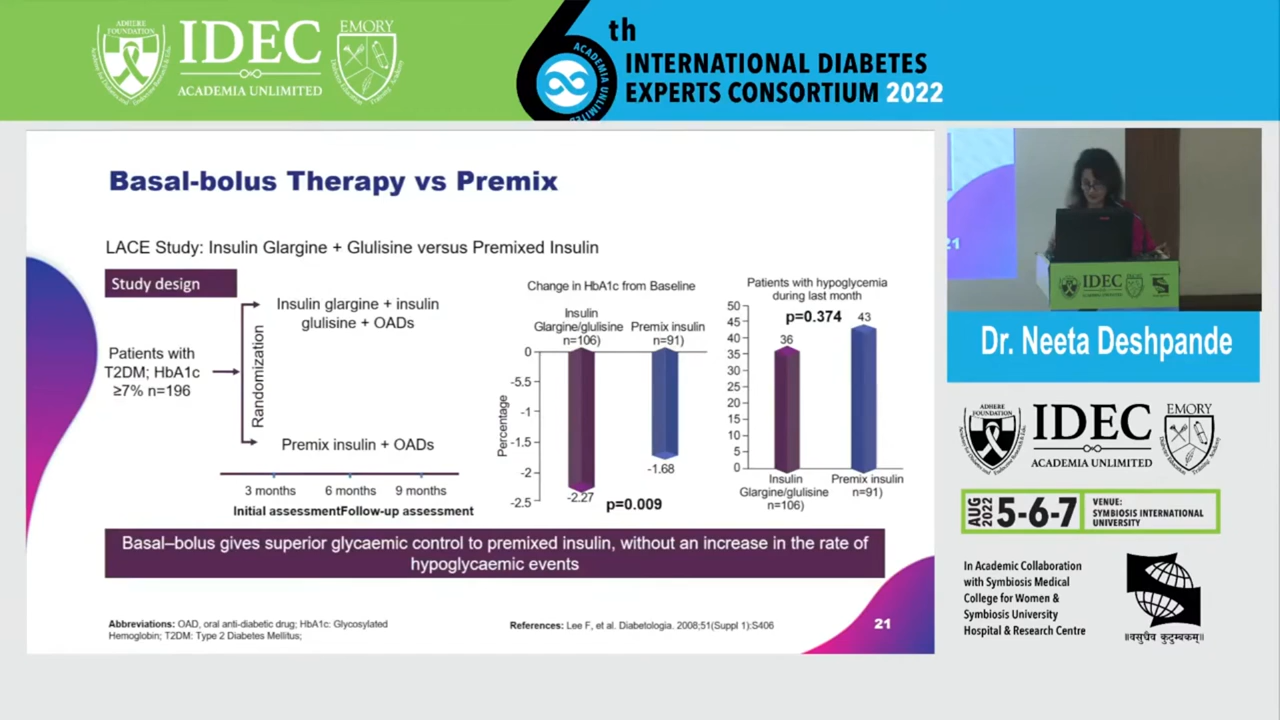 ADHERE
FOUNDATION
IDEC
ACADEMIA UNLIMITED
EMORY
6th
ACADEMIA UNLIMITED
INTERNATIONAL DIABETES
EXPERTS CONSORTIUM 2022
Basal-bolus Therapy vs Premix
LACE Study: Insulin Glargine + Glulisine versus Premixed Insulin
Study design
Patients with
T2DM; HbA1c
≥7% n=196
Randomization
Insulin glargine + insulin
glulisine + OADs
Premix insulin + OADs
3 months 6 months 9 months
Initial assessmentFollow-up assessment
Change in HbA1c from Baseline
Insulin
Glargine/glulisine
n=106)
Premix insulin
n=91)
Percentage
0
-5.5
-1
-1.5
-2
-2.5
-2.27
-1.68
p=0.009
Patients with hypoglycemia
during last month
50
45
40
35
30
25
20
15
10
5
0
p=0.374
36
43
Insulin
Glargine/glulisine
n=106)
Premix insulin
n=91)
Basal–bolus gives superior glycaemic control to premixed insulin, without an increase in the rate of
hypoglycaemic events
Abbreviations: OAD, oral anti-diabetic drug; HbA1c: Glycosylated
Hemoglobin; T2DM: Type 2 Diabetes Mellitus;
References: Lee F, et al. Diabetologia. 2008;51(Suppl 1):S406
21
21
IDEC
Dr. Neeta Deshpande
ADHERE
FOUNDATION
IDEC
ACADEMIA UNLIMITED
EMORY
AUG
2022
5-6-7
VENUE:
SYMBIOSIS INTERNATIONAL
UNIVERSITY
In Academic Collaboration
with Symbiosis Medical
College for Women &
Symbiosis University
Hospital & Research Centre
॥वसुधैव कुटुम्बकम्॥